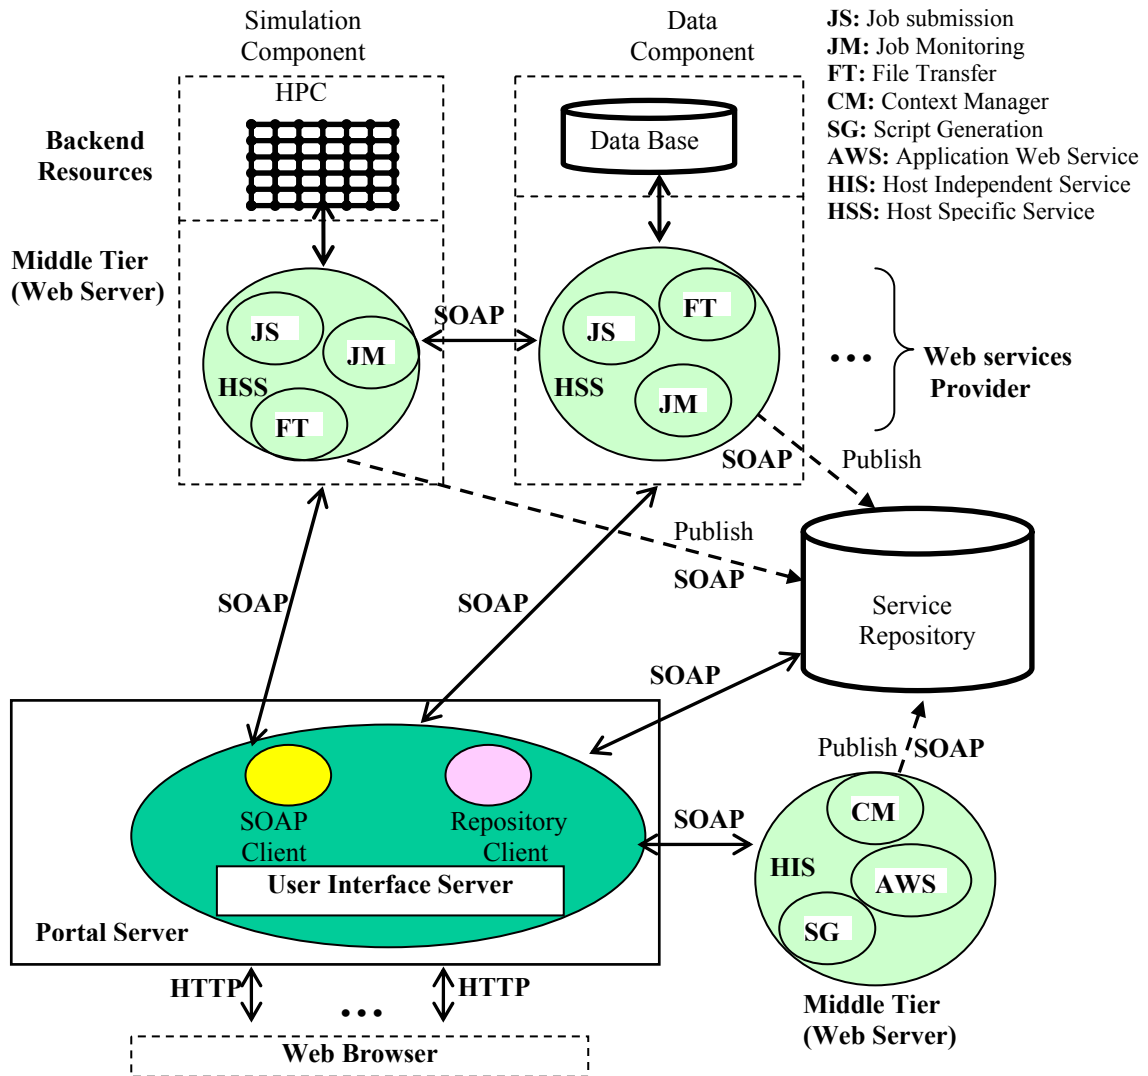 Simulation
Component
Data
Component
JS: Job submission
JM: Job Monitoring
FT: File Transfer
CM: Context Manager
SG: Script Generation
AWS: Application Web Service
HIS: Host Independent Service
HSS: Host Specific Service
HPC
Backend
Resources
Data Base
Middle Tier
(Web Server)
JS
JM
HSS
FT
SOAP
FT
JS
HSS
JM
...
Web services
Provider
SOAP
Publish
Publish
SOAP
SOAP
SOAP
Service
Repository
SOAP
Publish
SOAP
SOAP
Client
Repository
Client
User Interface Server
Portal Server
SOAP
CM
HIS
AWS
SG
Middle Tier
(Web Server)
HTTP
...
HTTP
Web Browser